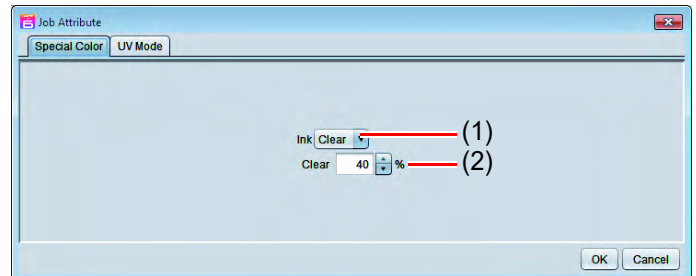 Job Attribute
Special Color UV Mode
Ink Clear (1)
Clear 40 % (2)
OK Cancel